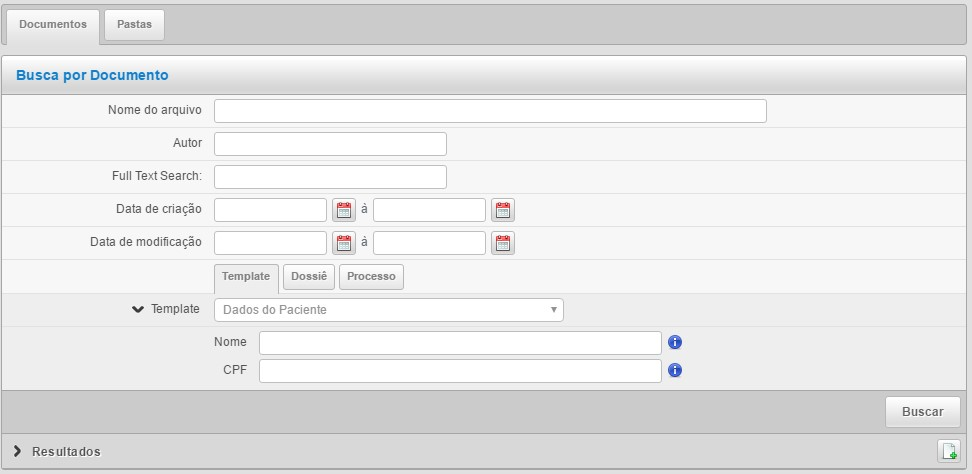 Documentos Pastas
Busca por Documento
Nome do arquivo
Autor
Full Text Search:
Data de criação à
Data de modificação à
Template Dossiê Processo
Template Dados do Paciente
Nome
CPF
Buscar
Resultados